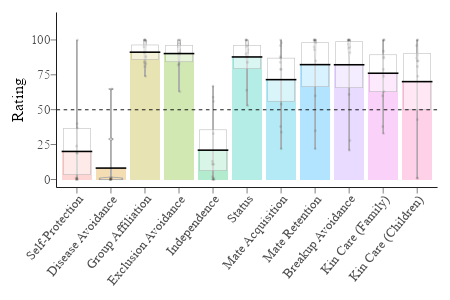 100
75
50
25
0
Rating
Self-Protection
Disease Avoidance
Group Affiliation
Exclusion Avoidance
Independence
Status
Mate Acquisition
Mate Retention
Breakup Avoidance
Kin Care (Family)
Kin Care (Children)